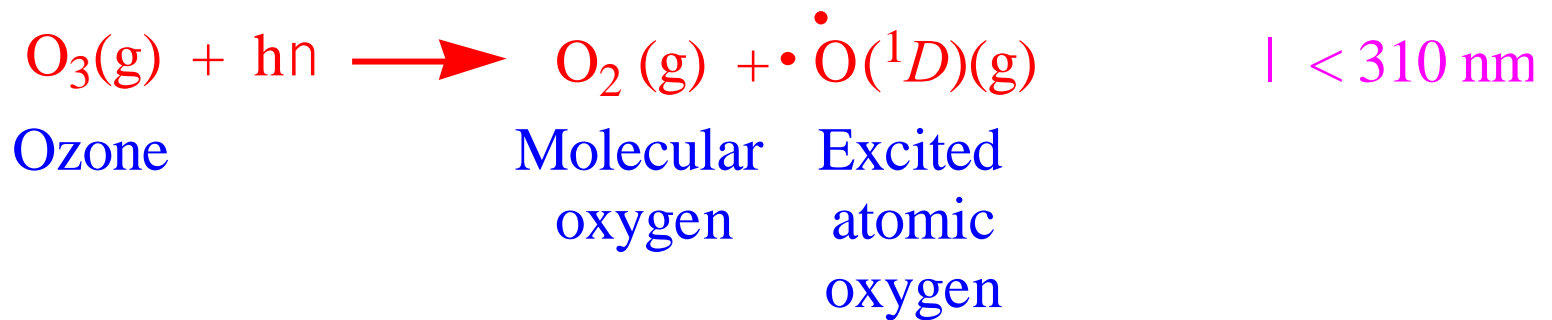 O₃(g) + hn ⟶ O₂ (g) + • Ȯ(¹D)(g) l < 310 nm
Ozone Molecular Excited
oxygen atomic
oxygen